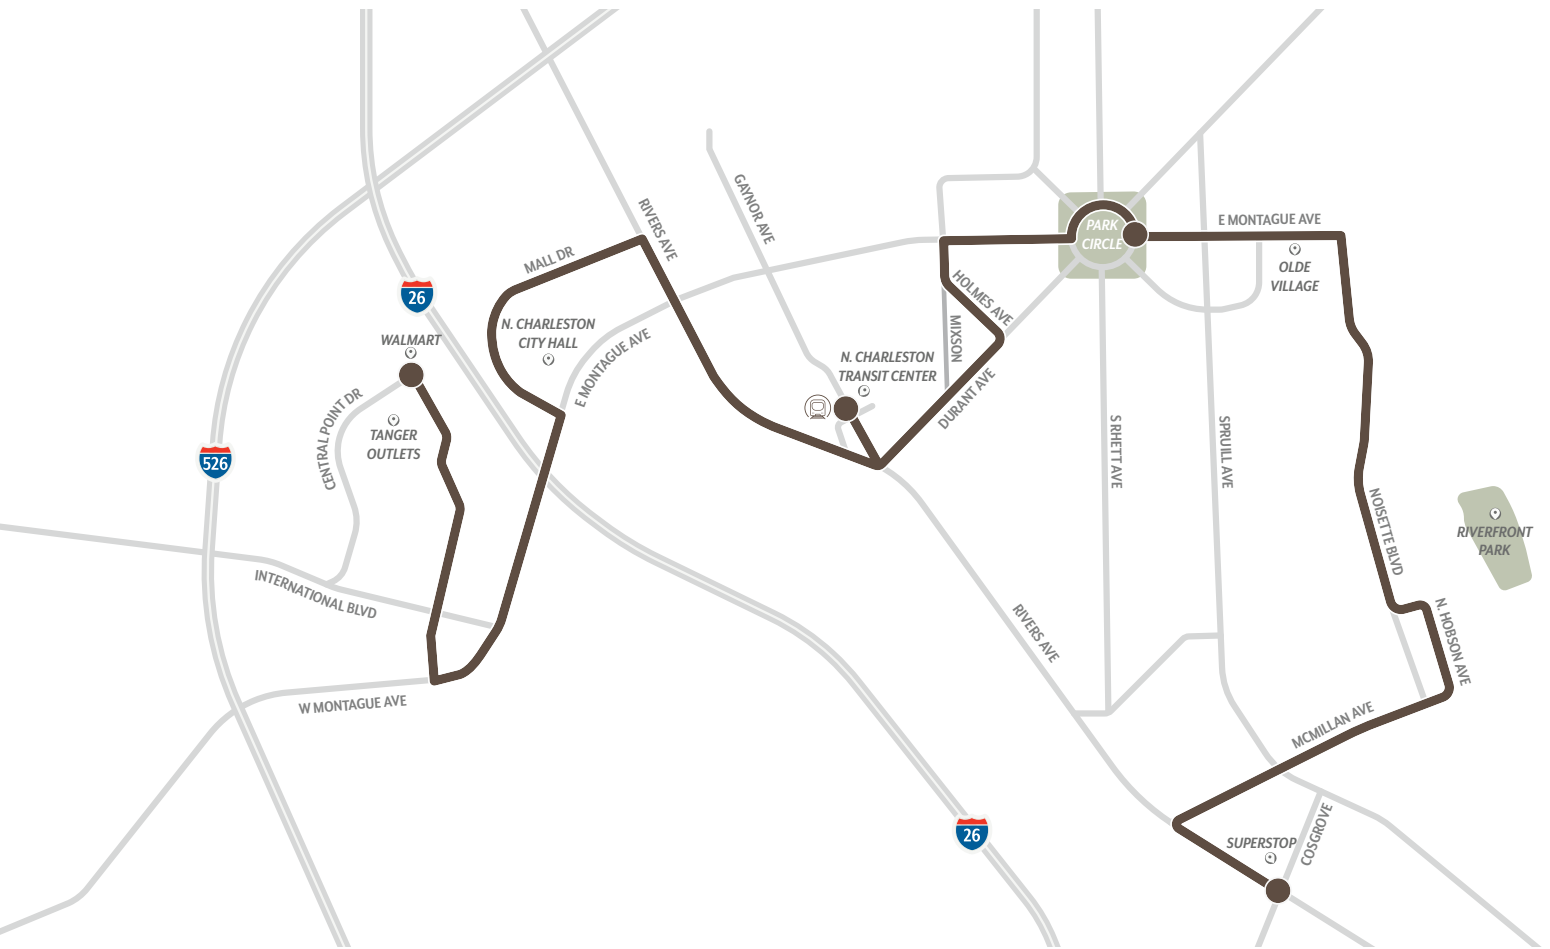 GAYNOR AVE
RIVERS AVE
E MONTAGUE AVE
PARK
CIRCLE
MALL DR
OLDE
VILLAGE
26
HOLMES AVE
N. CHARLESTON
CITY HALL
MIXSON
WALMART
E MONTAGUE AVE
N. CHARLESTON
TRANSIT CENTER
DURANT AVE
CENTRAL POINT DR
TANGER
OUTLETS
526
S RHETT AVE
SPRUILL AVE
NOISETTE BLVD
RIVERFRONT
PARK
INTERNATIONAL BLVD
RIVERS AVE
N. HOBSON AVE
W MONTAGUE AVE
MCMILLAN AVE
26
SUPERSTOP
COSGROVE